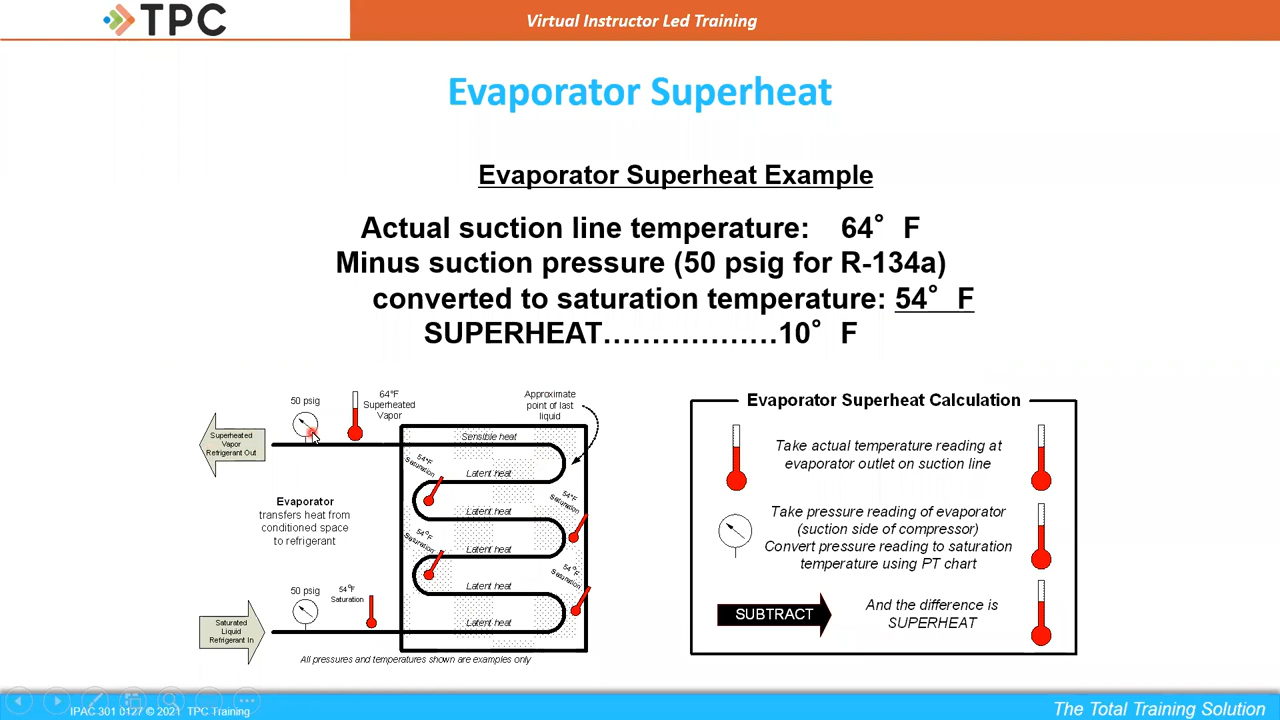 TPC
Virtual Instructor Led Training
Evaporator Superheat
Evaporator Superheat Example
Actual suction line temperature: 64° F
Minus suction pressure (50 psig for R-134a)
converted to saturation temperature: 54° F
SUPERHEAT………………10° F
50 psig
64°F
Superheated
Vapor
Approximate
point of last
liquid
Superheated
Vapor
Refrigerant Out
Sensible heat
54°F
Saturation
Latent heat
54°F
Saturation
Latent heat
Evaporator
transfers heat from
conditioned space
to refrigerant
54°F
Saturation
Latent heat
54°F
Saturation
Latent heat
50 psig
54°F
Saturation
Saturated
Liquid
Refrigerant In
Latent heat
All pressures and temperatures shown are examples only
Evaporator Superheat Calculation
Take actual temperature reading at
evaporator outlet on suction line
Take pressure reading of evaporator
(suction side of compressor)
Convert pressure reading to saturation
temperature using PT chart
SUBTRACT
And the difference is
SUPERHEAT
IPAC 301 0127 © 2021 TPC Training
The Total Training Solution